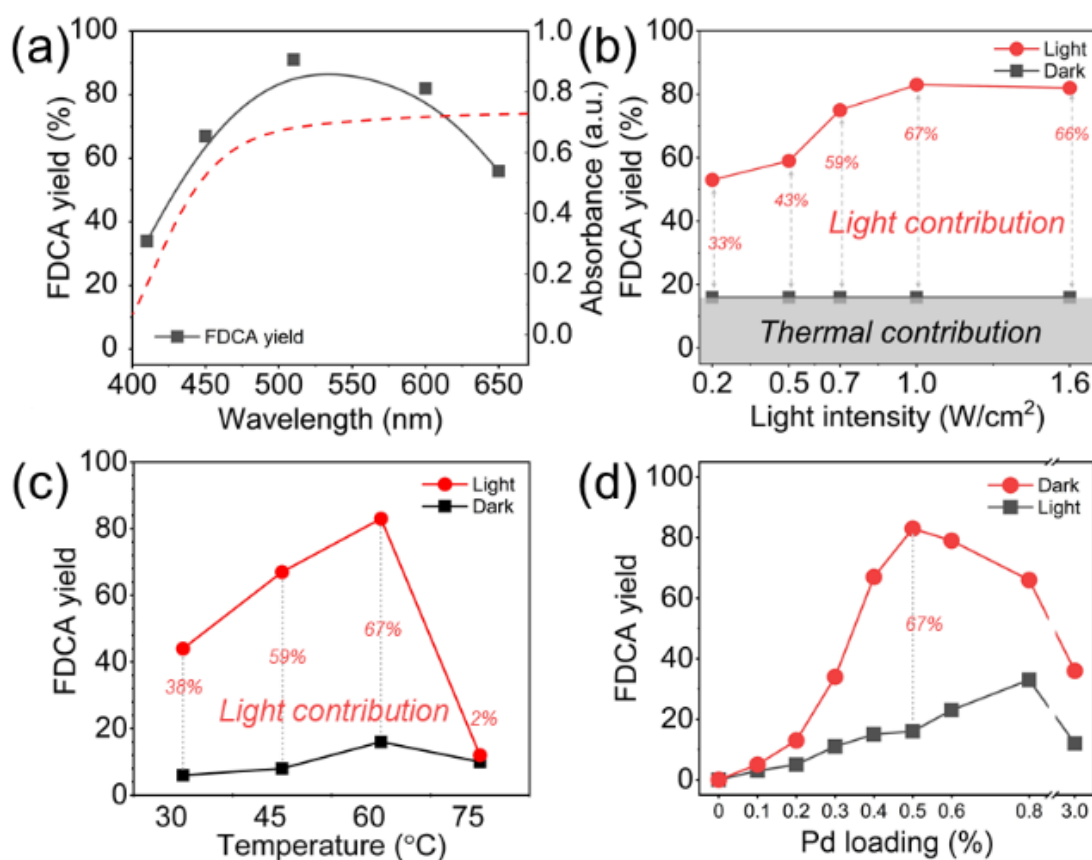 (a)
100
80
60
40
20
0
FDCA yield (%)
1.0
0.8
0.6
0.4
0.2
0.0
Absorbance (a.u.)
FDCA yield
400 450 500 550 600 650
Wavelength (nm)
(b)
100
80
60
40
20
0
FDCA yield (%)
Light
Dark
33%
43%
59%
67%
66%
Light contribution
Thermal contribution
0.2 0.5 0.7 1.0 1.6
Light intensity (W/cm²)
(c)
100
80
60
40
20
0
FDCA yield
Light
Dark
38%
59%
67%
2%
Light contribution
30 45 60 75
Temperature (°C)
(d)
100
80
60
40
20
0
FDCA yield
Dark
Light
67%
0 0.1 0.2 0.3 0.4 0.5 0.6 0.8 3.0
Pd loading (%)